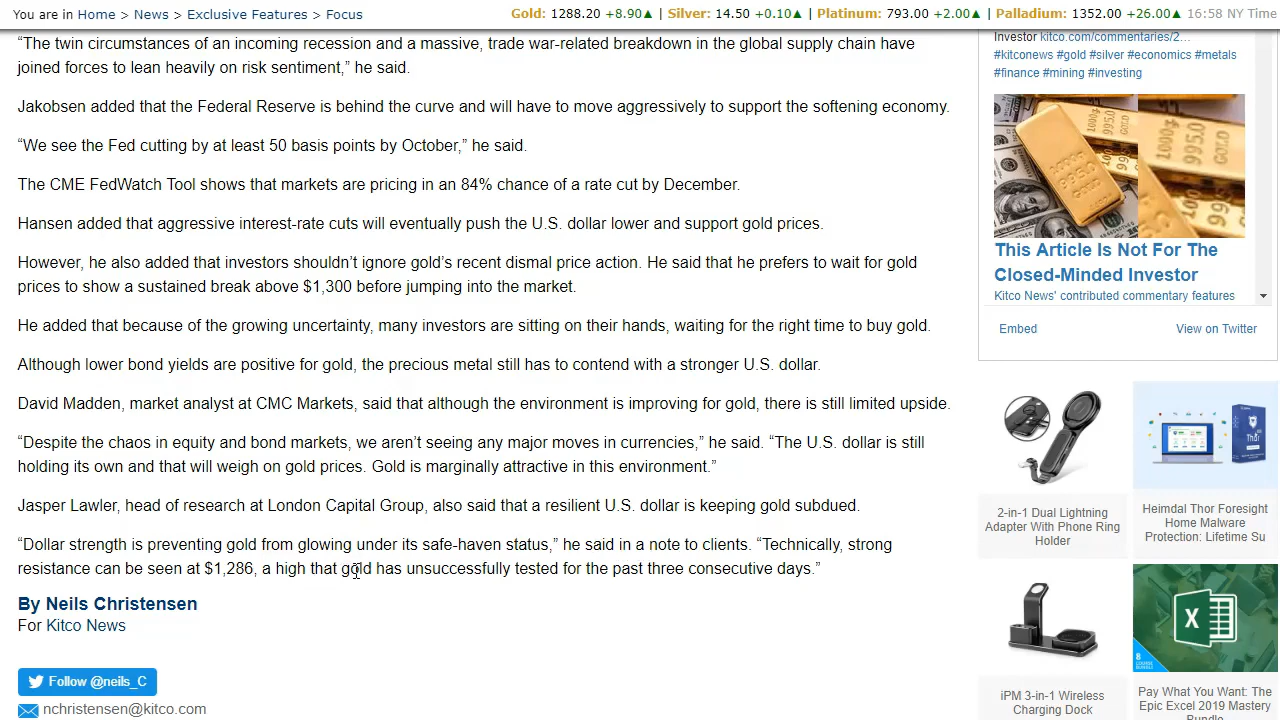 You are in Home > News > Exclusive Features > Focus
Gold: 1288.20 +8.90▲ | Silver: 14.50 +0.10▲ | Platinum: 793.00 +2.00▲ | Palladium: 1352.00 +26.00▲ 16:58 NY Time
“The twin circumstances of an incoming recession and a massive, trade war-related breakdown in the global supply chain have
joined forces to lean heavily on risk sentiment,” he said.
Jakobsen added that the Federal Reserve is behind the curve and will have to move aggressively to support the softening economy.
“We see the Fed cutting by at least 50 basis points by October,” he said.
The CME FedWatch Tool shows that markets are pricing in an 84% chance of a rate cut by December.
Hansen added that aggressive interest-rate cuts will eventually push the U.S. dollar lower and support gold prices.
However, he also added that investors shouldn’t ignore gold’s recent dismal price action. He said that he prefers to wait for gold
prices to show a sustained break above $1,300 before jumping into the market.
He added that because of the growing uncertainty, many investors are sitting on their hands, waiting for the right time to buy gold.
Although lower bond yields are positive for gold, the precious metal still has to contend with a stronger U.S. dollar.
David Madden, market analyst at CMC Markets, said that although the environment is improving for gold, there is still limited upside.
“Despite the chaos in equity and bond markets, we aren’t seeing any major moves in currencies,” he said. “The U.S. dollar is still
holding its own and that will weigh on gold prices. Gold is marginally attractive in this environment.”
Jasper Lawler, head of research at London Capital Group, also said that a resilient U.S. dollar is keeping gold subdued.
“Dollar strength is preventing gold from glowing under its safe-haven status,” he said in a note to clients. “Technically, strong
resistance can be seen at $1,286, a high that gold has unsuccessfully tested for the past three consecutive days.”
By Neils Christensen
For Kitco News
Follow @neils_C
nchristensen@kitco.com
Investor kitco.com/commentaries/2…
#kitconews #gold #silver #economics #metals
#finance #mining #investing
1000g
995.0
GOLD
This Article Is Not For The
Closed-Minded Investor
Kitco News' contributed commentary features
Embed
View on Twitter
2-in-1 Dual Lightning
Adapter With Phone Ring
Holder
Thor
Heimdal Thor Foresight
Home Malware
Protection: Lifetime Su
iPM 3-in-1 Wireless
Charging Dock
X
8
COURSE
BUNDLE
Pay What You Want: The
Epic Excel 2019 Mastery
Bundle